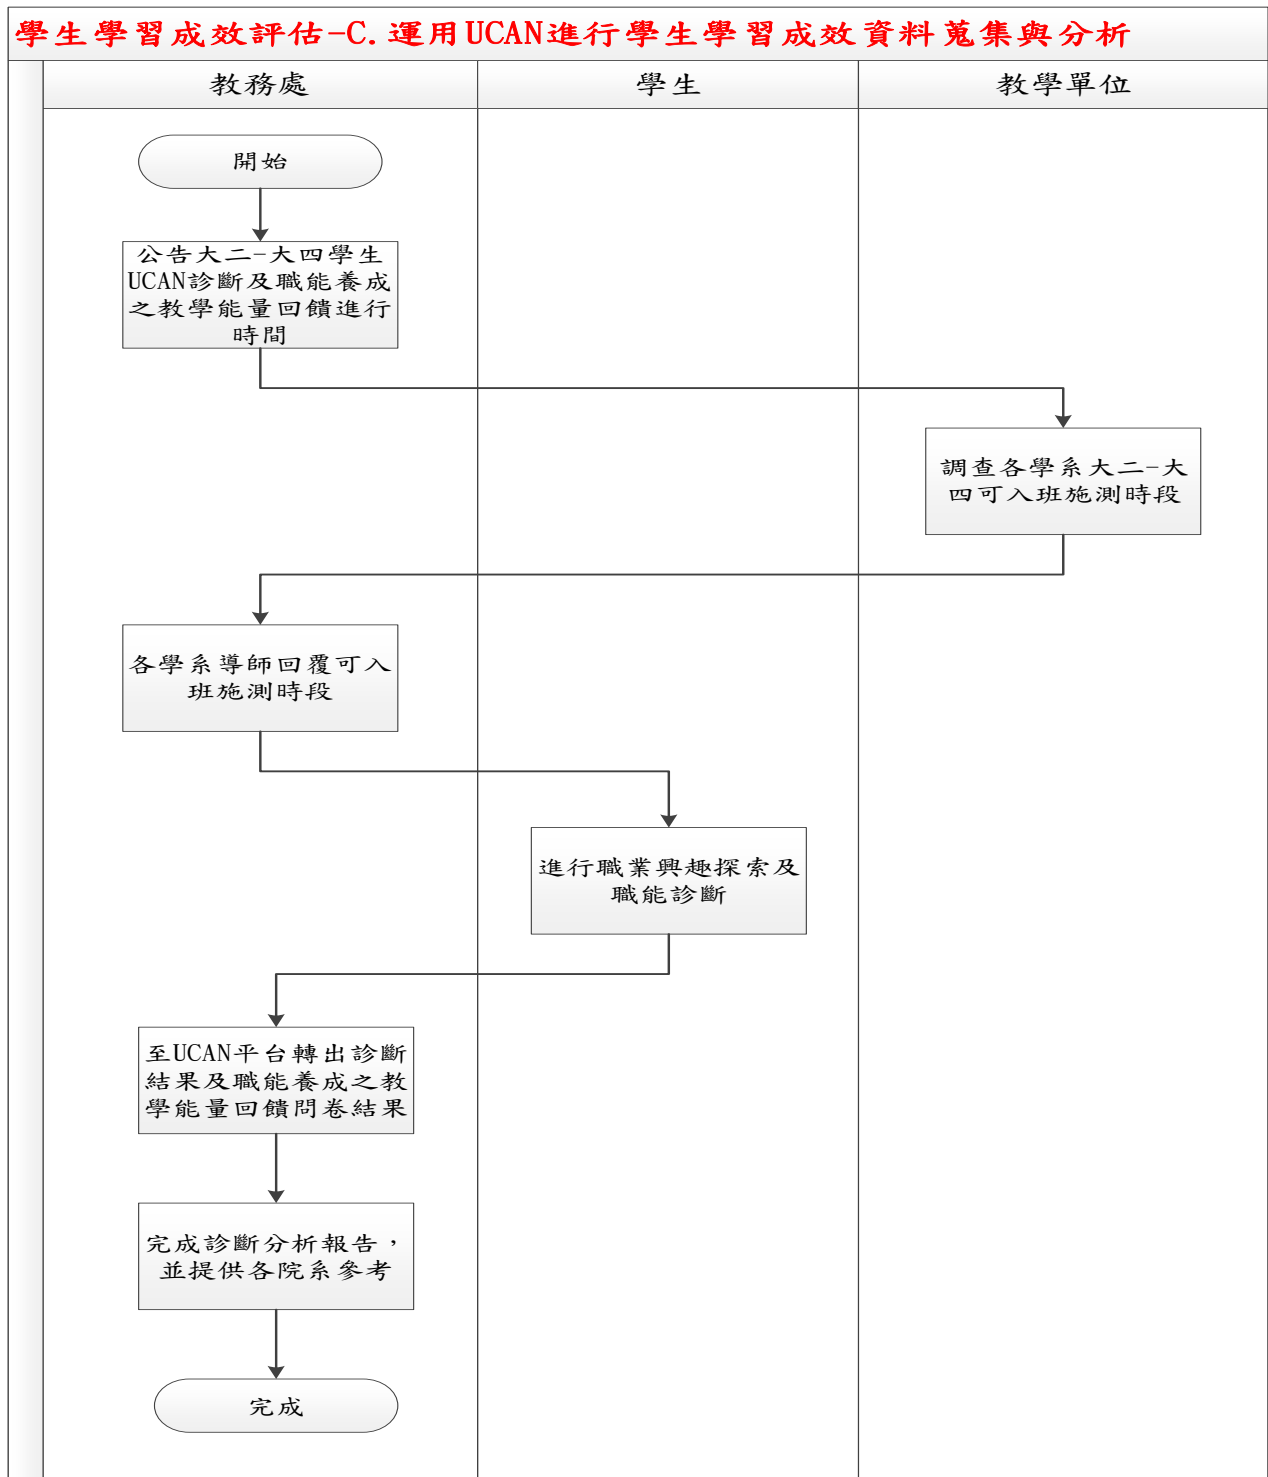 學生學習成效評估-C.運用UCAN進行學生學習成效資料蒐集與分析
教務處
學生
教學單位
開始
公告大二-大四學生
UCAN診斷及職能養成
之教學能量回饋進行
時間
調查各學系大二-大
四可入班施測時段
各學系導師回覆可入
班施測時段
進行職業興趣探索及
職能診斷
至UCAN平台轉出診斷
結果及職能養成之教
學能量回饋問卷結果
完成診斷分析報告，
並提供各院系參考
完成